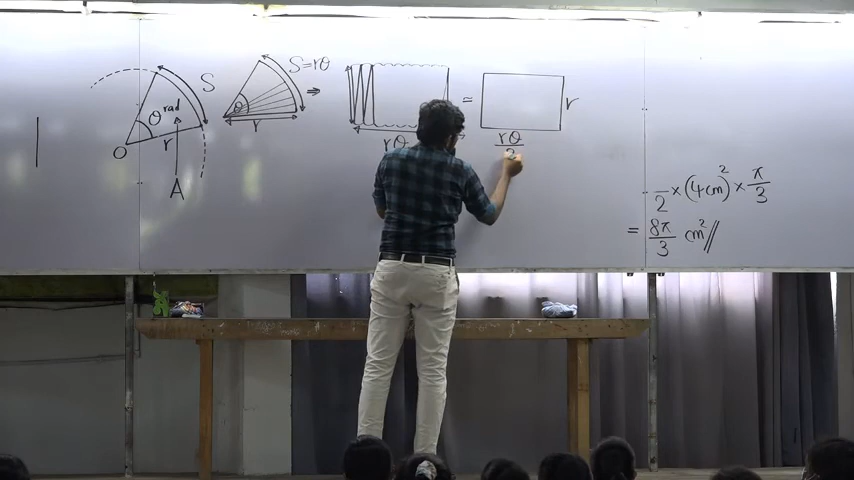 S
θ rad
O
r
A
S=rθ
θ
r
⇒
rθ
=
r
rθ/2
/2 × (4cm)² × π/3
= 8π/3 cm² //